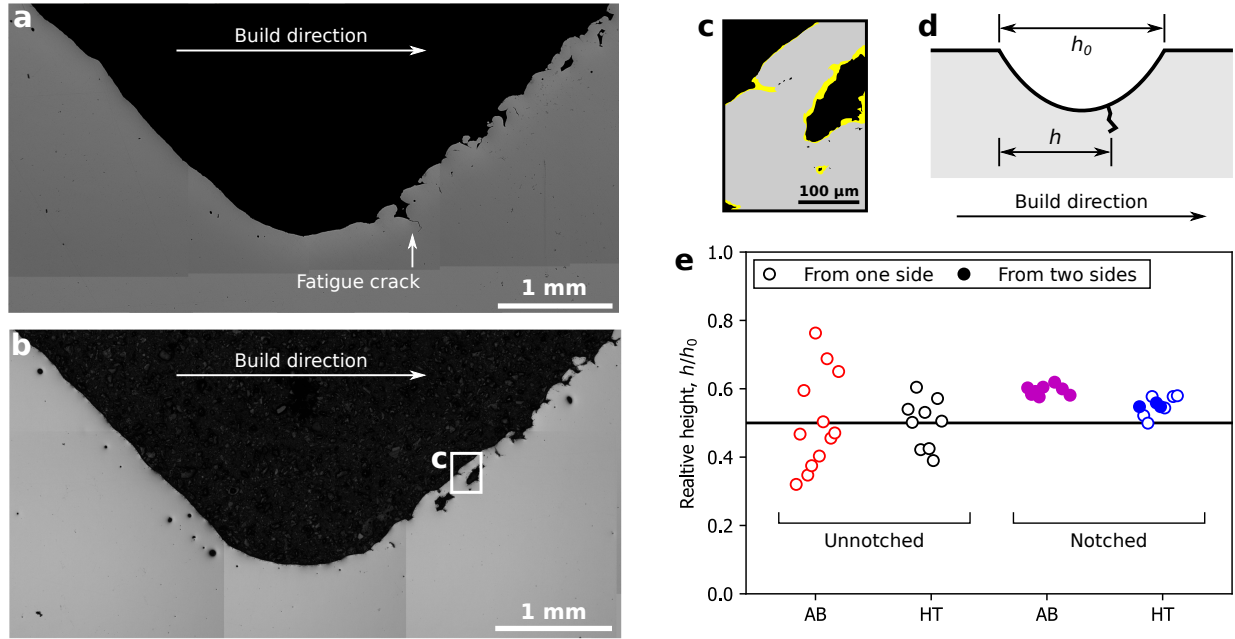 a
Build direction
Fatigue crack
1 mm
b
Build direction
c
1 mm
c
100 µm
d
h₀
h
Build direction
e
From one side
From two sides
Realtive height, h/h₀
1.0
0.8
0.6
0.4
0.2
0.0
Unnotched
Notched
AB
HT
AB
HT